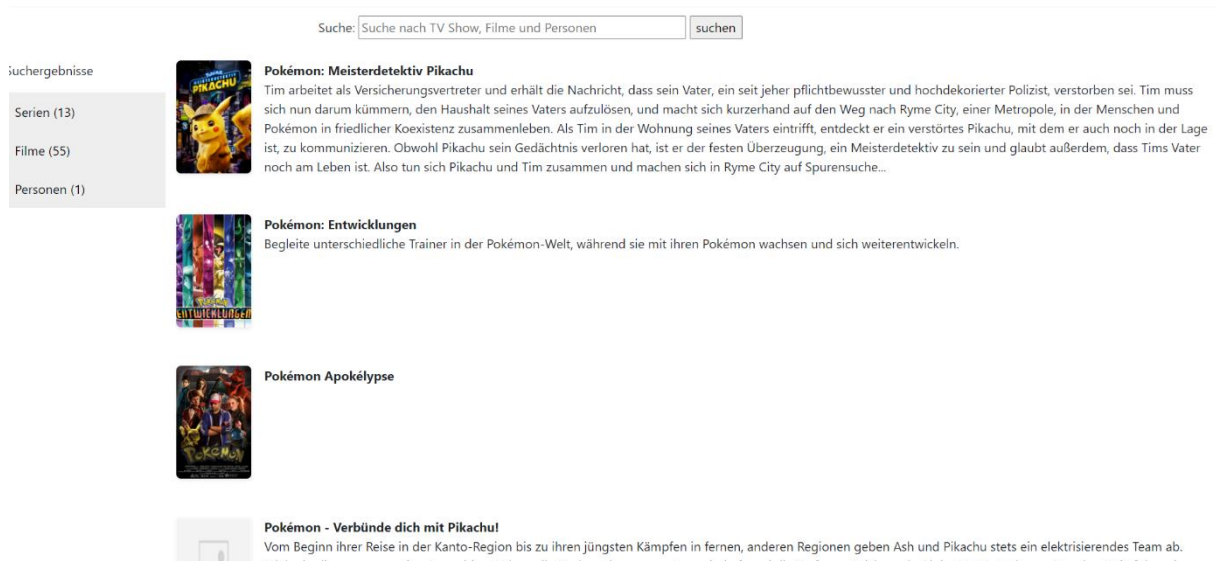 Suche: Suche nach TV Show, Filme und Personen suchen
Suchergebnisse
Serien (13)
Filme (55)
Personen (1)
PIKACHU
Pokémon: Meisterdetektiv Pikachu
Tim arbeitet als Versicherungsvertreter und erhält die Nachricht, dass sein Vater, ein seit jeher pflichtbewusster und hochdekorierter Polizist, verstorben sei. Tim muss
sich nun darum kümmern, den Haushalt seines Vaters aufzulösen, und macht sich kurzerhand auf den Weg nach Ryme City, einer Metropole, in der Menschen und
Pokémon in friedlicher Koexistenz zusammenleben. Als Tim in der Wohnung seines Vaters eintrifft, entdeckt er ein verstörtes Pikachu, mit dem er auch noch in der Lage
ist, zu kommunizieren. Obwohl Pikachu sein Gedächtnis verloren hat, ist er der festen Überzeugung, ein Meisterdetektiv zu sein und glaubt außerdem, dass Tims Vater
noch am Leben ist. Also tun sich Pikachu und Tim zusammen und machen sich in Ryme City auf Spurensuche...
POKÉMON
ENTWICKLUNGEN
Pokémon: Entwicklungen
Begleite unterschiedliche Trainer in der Pokémon-Welt, während sie mit ihren Pokémon wachsen und sich weiterentwickeln.
POKéMON
Pokémon Apokélypse
Pokémon - Verbünde dich mit Pikachu!
Vom Beginn ihrer Reise in der Kanto-Region bis zu ihren jüngsten Kämpfen in fernen, anderen Regionen geben Ash und Pikachu stets ein elektrisierendes Team ab.